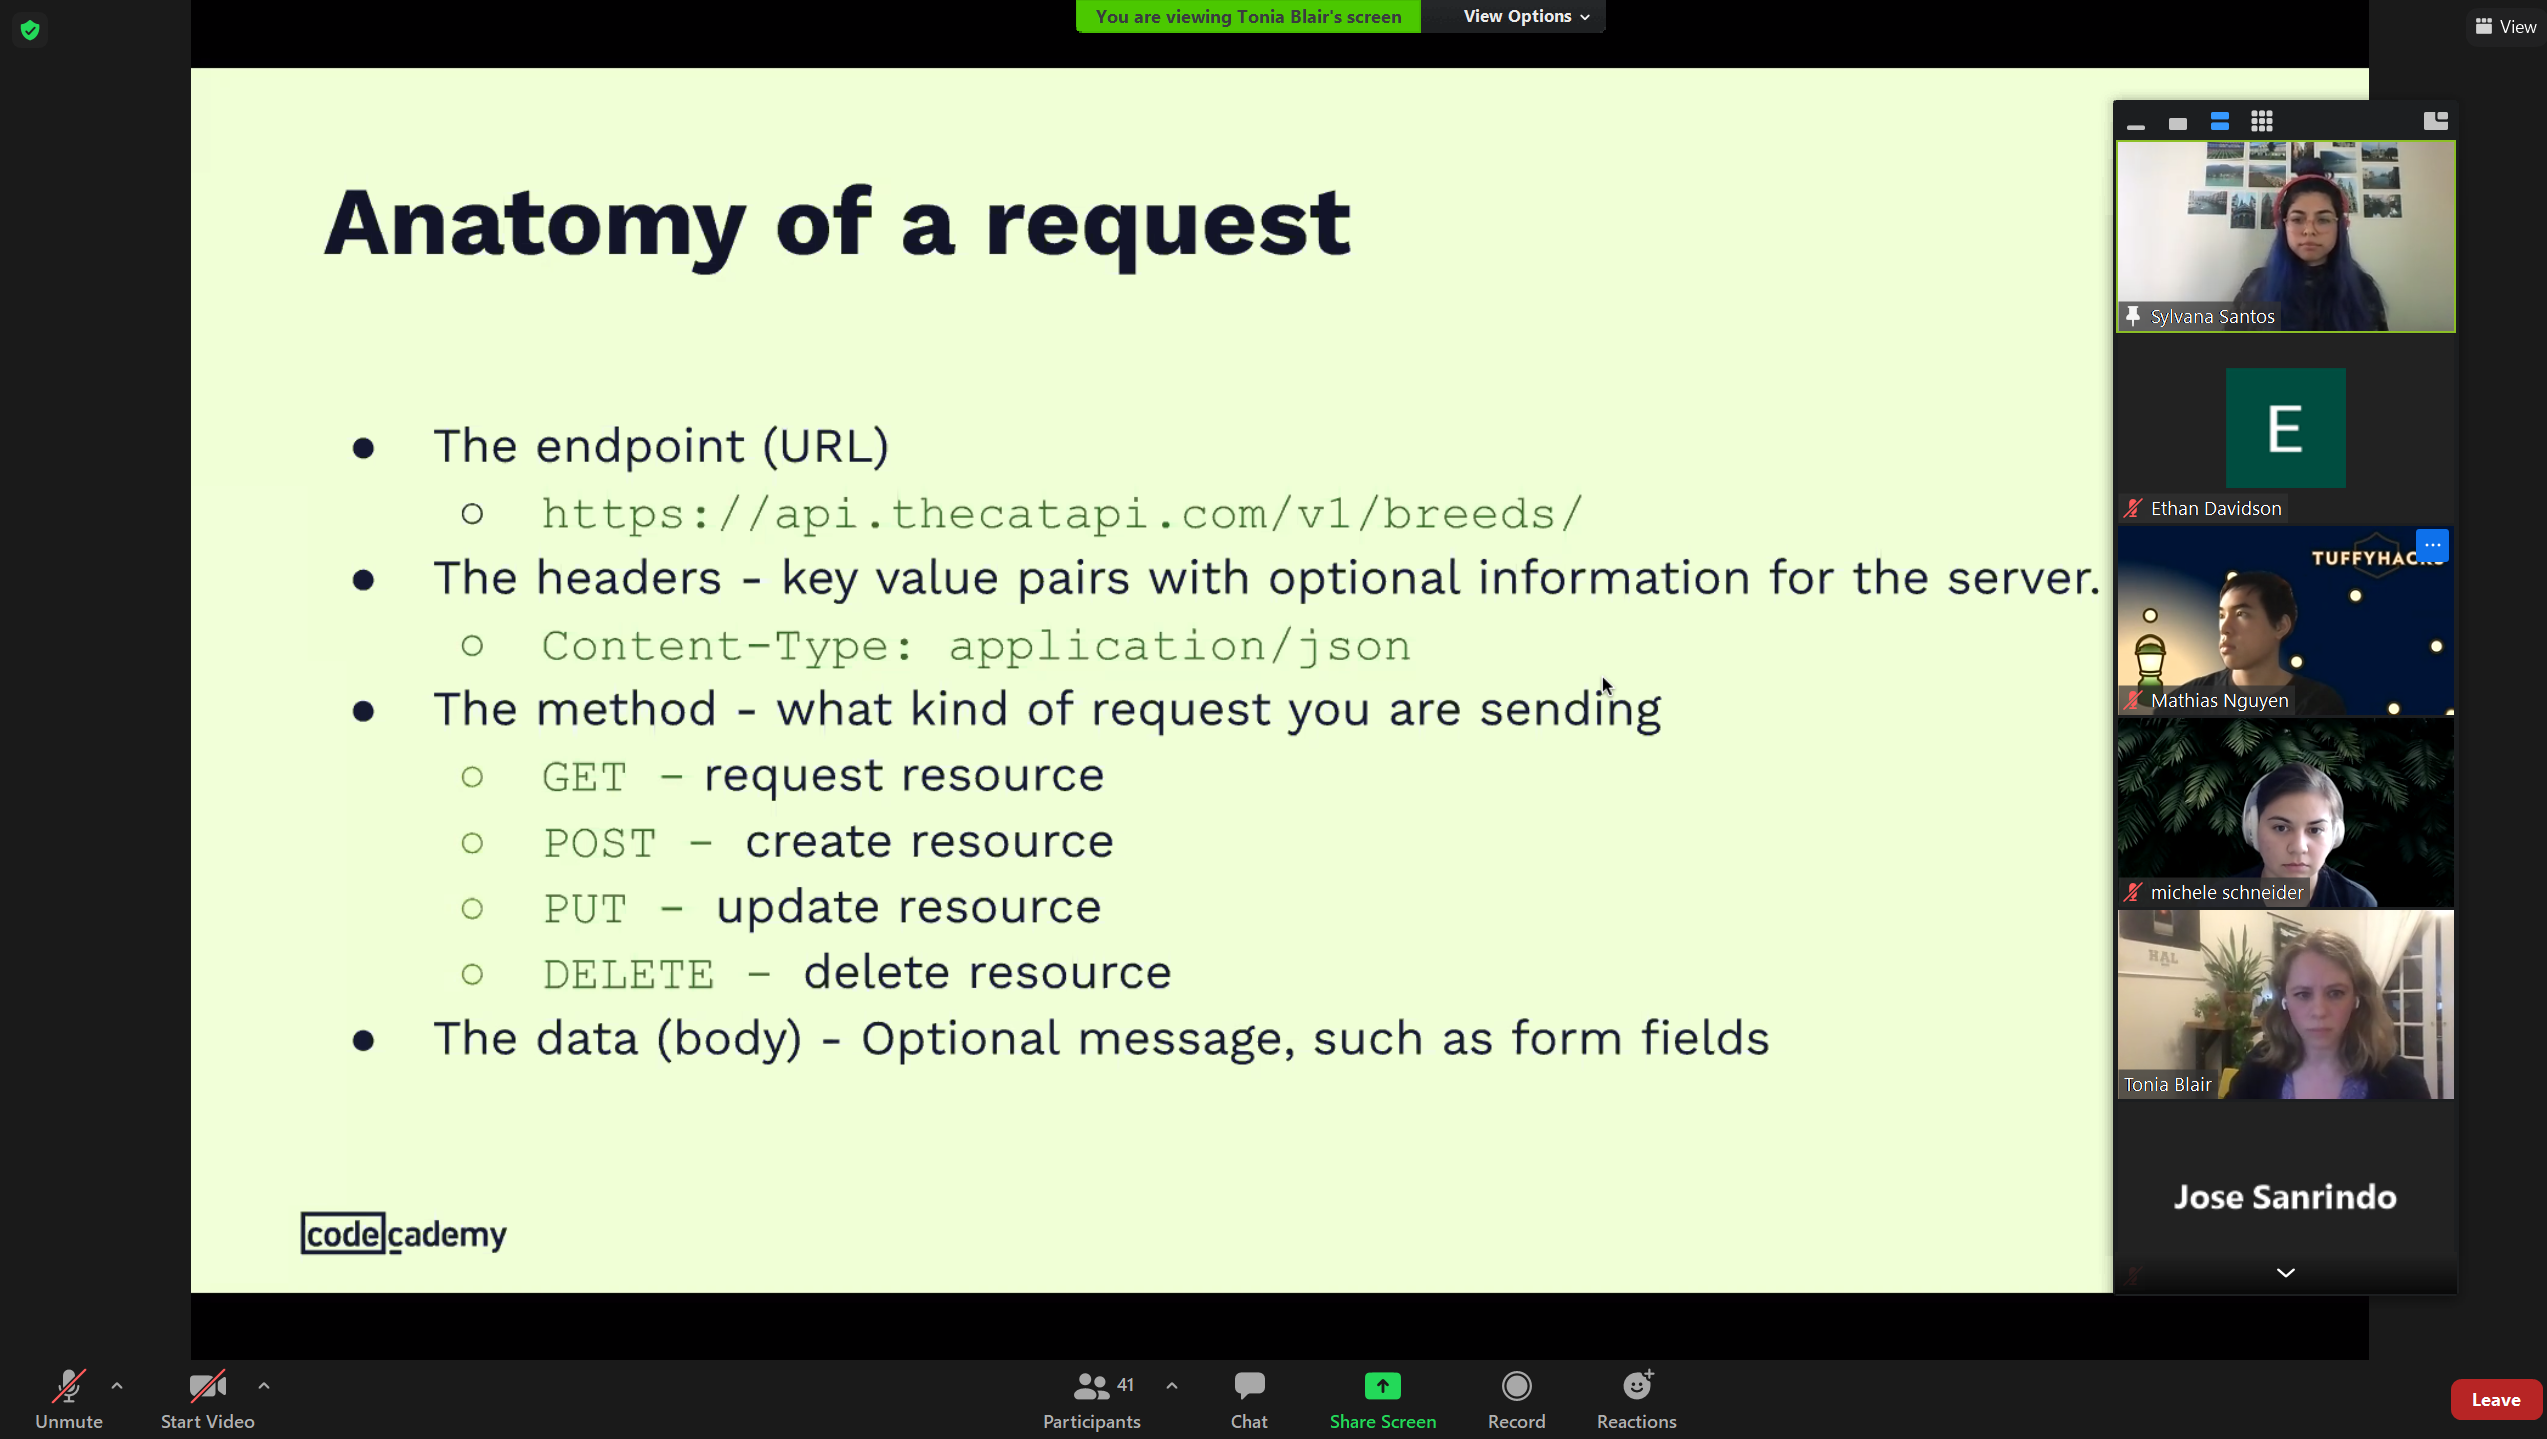 You are viewing Tonia Blair's screen
View Options
View
Anatomy of a request
● The endpoint (URL)
○ https://api.thecatapi.com/v1/breeds/
● The headers - key value pairs with optional information for the server.
○ Content-Type: application/json
● The method - what kind of request you are sending
○ GET - request resource
○ POST - create resource
○ PUT - update resource
○ DELETE - delete resource
● The data (body) - Optional message, such as form fields
codecademy
Sylvana Santos
E
Ethan Davidson
TUFFYHACKS
Mathias Nguyen
michele schneider
HAL
Tonia Blair
Jose Sanrindo
Unmute
Start Video
41
Participants
Chat
Share Screen
Record
Reactions
Leave